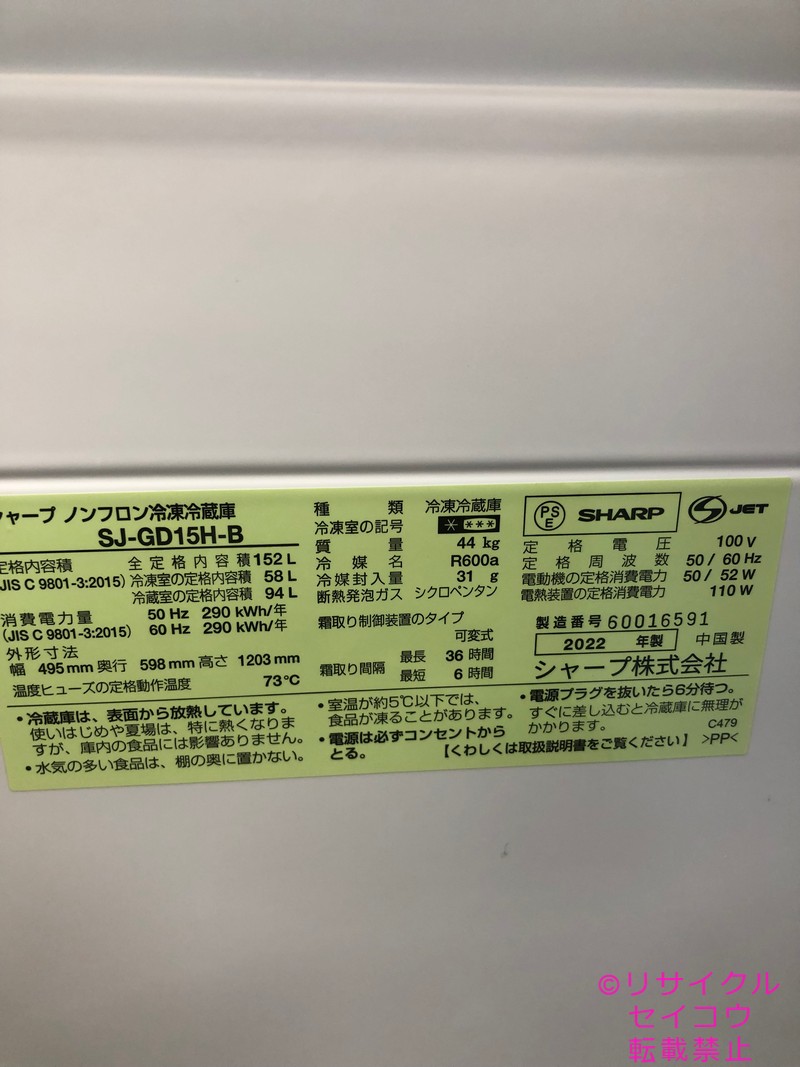 ャープ ノンフロン冷凍冷蔵庫
SJ-GD15H-B
定格内容積 全定格内容積 152 L
JIS C 9801-3:2015) 冷凍室の定格内容積 58 L
冷蔵室の定格内容積 94 L
消費電力量 50 Hz 290 kWh/年
(JIS C 9801-3:2015) 60 Hz 290 kWh/年
外形寸法
幅 495 mm 奥行 598 mm 高さ 1203 mm
温度ヒューズの定格動作温度 73℃
種類 冷凍冷蔵庫
冷凍室の記号 * ***
質量 44 kg
冷媒名 R600a
冷媒封入量 31 g
断熱発泡ガス シクロペンタン
霜取り制御装置のタイプ
可変式
霜取り間隔 最長 36 時間
最短 6 時間
PSE SHARP S JET
定格電圧 100 V
定格周波数 50 / 60 Hz
電動機の定格消費電力 50 / 52 W
電熱装置の定格消費電力 110 W
製造番号 60016591
2022 年製 中国製
シャープ株式会社
・冷蔵庫は、表面から放熱しています。
使いはじめや夏場は、特に熱くなりま
すが、庫内の食品には影響ありません。
・水気の多い食品は、棚の奥に置かない。
・室温が約5℃以下では、
食品が凍ることがあります。
・電源は必ずコンセントから
とる。
・電源プラグを抜いたら6分待つ。
すぐに差し込むと冷蔵庫に無理が
かかります。 C479
【くわしくは取扱説明書をご覧ください】 >PP<
©リサイクル
セイコウ
転載禁止